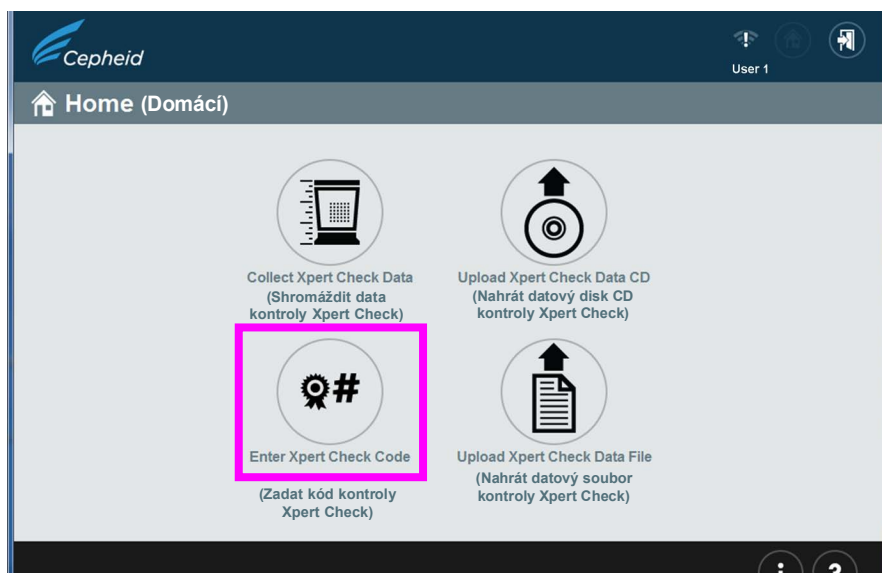 Cepheid
User 1
Home (Domácí)
Collect Xpert Check Data
(Shromáždit data
kontroly Xpert Check)
Upload Xpert Check Data CD
(Nahrát datový disk CD
kontroly Xpert Check)
#
Enter Xpert Check Code
(Zadat kód kontroly
Xpert Check)
Upload Xpert Check Data File
(Nahrát datový soubor
kontroly Xpert Check)
i ?